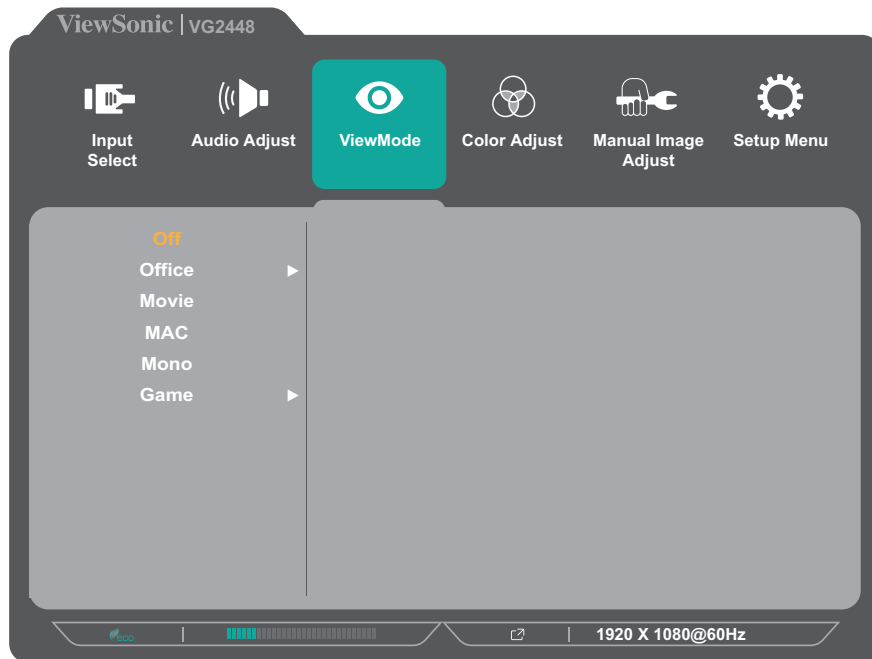 ViewSonic | VG2448
Input Select
Audio Adjust
ViewMode
Color Adjust
Manual Image Adjust
Setup Menu
Off
Office
Movie
MAC
Mono
Game
eco
1920 X 1080@60Hz